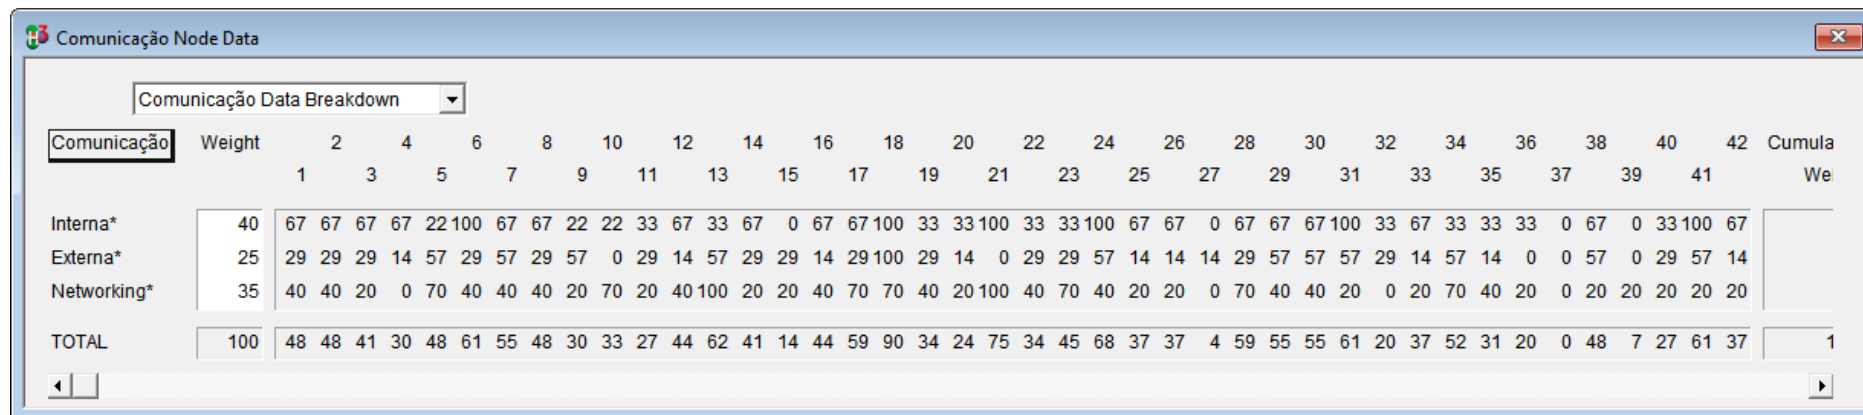 Comunicação Node Data
Comunicação Data Breakdown
Comunicação Weight 2 4 6 8 10 12 14 16 18 20 22 24 26 28 30 32 34 36 38 40 42 Cumula
1 3 5 7 9 11 13 15 17 19 21 23 25 27 29 31 33 35 37 39 41 Wei
Interna* 40 67 67 67 67 22 100 67 67 22 22 33 67 33 67 0 67 67 100 33 33 100 33 33 100 67 67 0 67 67 67 100 33 67 33 33 33 0 67 0 33 100 67
Externa* 25 29 29 29 14 57 29 57 29 57 0 29 14 57 29 29 14 29 100 29 14 0 29 29 57 14 14 14 29 57 57 57 29 14 57 14 0 0 57 0 29 57 14
Networking* 35 40 40 20 0 70 40 40 40 20 70 20 40 100 20 20 40 70 70 40 20 100 40 70 40 20 20 0 70 40 40 20 0 20 70 40 20 0 20 20 20 20 20
TOTAL 100 48 48 41 30 48 61 55 48 30 33 27 44 62 41 14 44 59 90 34 24 75 34 45 68 37 37 4 59 55 55 61 20 37 52 31 20 0 48 7 27 61 37 1